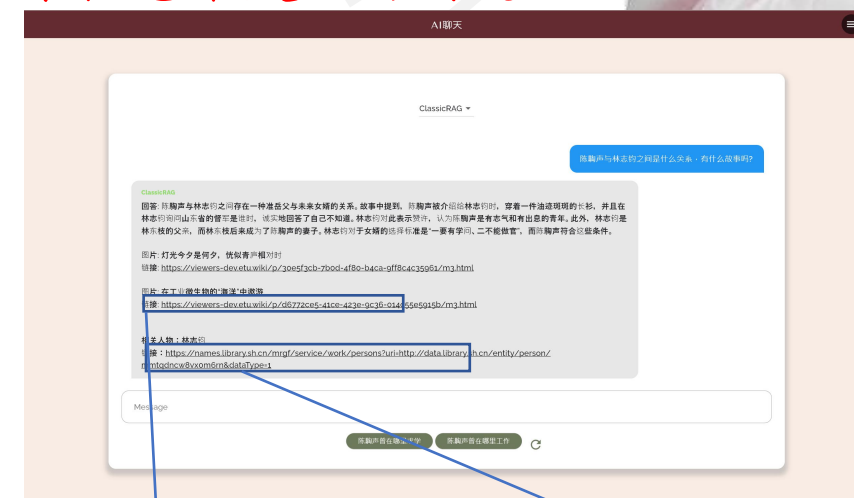 AI聊天
ClassicRAG
陈騊声与林志钧之间是什么关系，有什么故事吗?
ClassicRAG
回答: 陈騊声与林志钧之间存在一种准岳父与未来女婿的关系。故事中提到，陈騊声被介绍给林志钧时，穿着一件油迹斑斑的长衫，并且在
林志钧询问山东省的督军是谁时，诚实地回答了自己不知道。林志钧对此表示赞许，认为陈騊声是有志气和有出息的青年。此外，林志钧是
林东枝的父亲，而林东枝后来成为了陈騊声的妻子。林志钧对于女婿的选择标准是“一要有学问、二不能做官”，而陈騊声符合这些条件。
图片: 灯光今夕是何夕，恍似青声相对时
链接: https://viewers-dev.etu.wiki/p/30e5f3cb-7b0d-4f80-b4ca-9ff8c4c35961/m3.html
图片: 在工业微生物的“海洋”中遨游
链接: https://viewers-dev.etu.wiki/p/d6772ce5-41ce-423e-9c36-014e55e5915b/m3.html
相关人物：林志钧
链接：https://names.library.sh.cn/mrgf/service/work/persons?uri=http://data.library.sh.cn/entity/person/
mmtqdncw8vxom6rn&dataType=1
Message
陈騊声曾在哪里求学
陈騊声曾在哪里工作